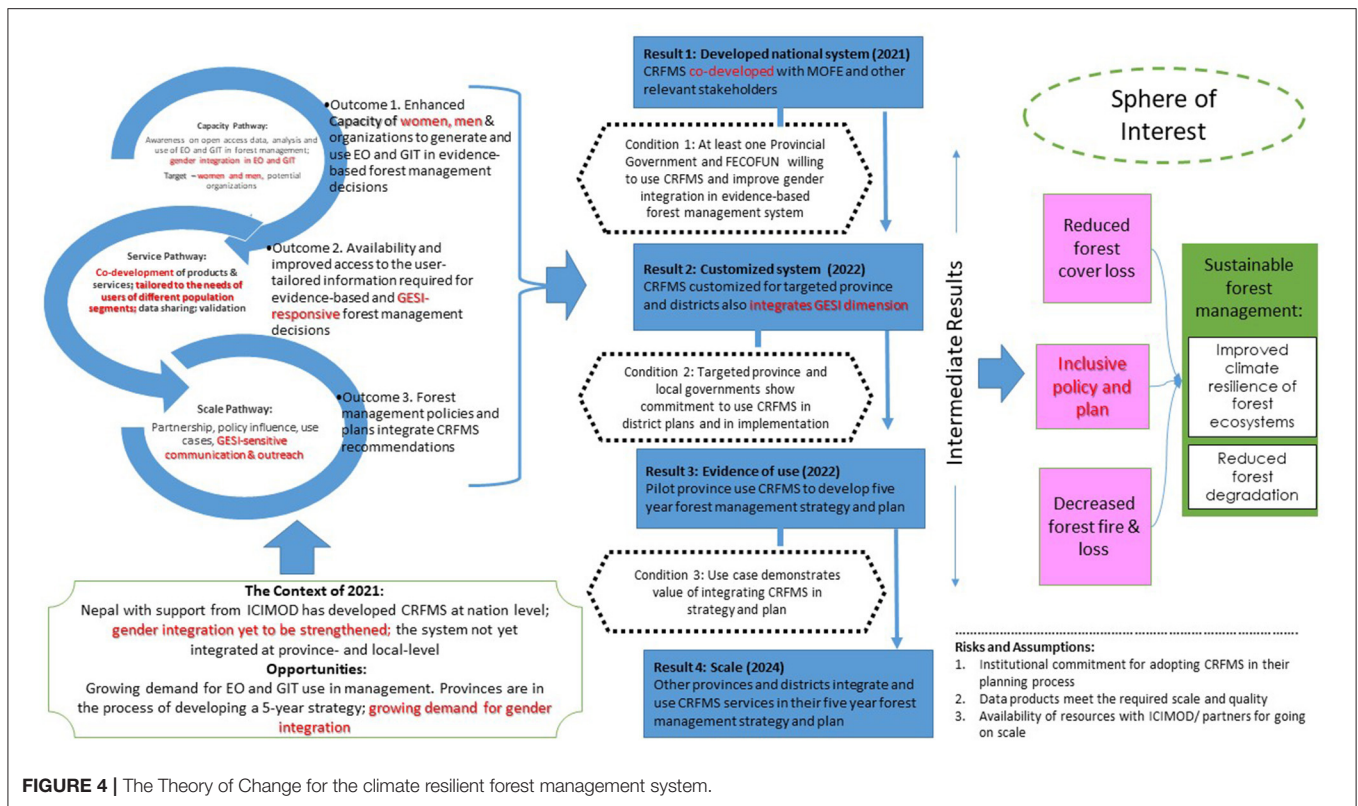 Capacity Pathway:
Awareness on open access data, analysis and
use of EO and GIT in forest management;
gender integration in EO and GIT
Target – women and men, potential
organizations
•Outcome 1. Enhanced
Capacity of women, men &
organizations to generate and
use EO and GIT in evidence-
based forest management
decisions
Service Pathway:
Co-development of products &
services; tailored to the needs of
users of different population
segments; data sharing; validation
•Outcome 2. Availability and
improved access to the user-
tailored information required for
evidence-based and GESI-
responsive forest management
decisions
Scale Pathway:
Partnership, policy influence, use
cases, GESI-sensitive
communication & outreach
•Outcome 3. Forest
management policies and
plans integrate CRFMS
recommendations
The Context of 2021:
Nepal with support from ICIMOD has developed CRFMS at nation level;
gender integration yet to be strengthened; the system not yet
integrated at province- and local-level
Opportunities:
Growing demand for EO and GIT use in management. Provinces are in
the process of developing a 5-year strategy; growing demand for gender
integration
Result 1: Developed national system (2021)
CRFMS co-developed with MOFE and other
relevant stakeholders
Condition 1: At least one Provincial
Government and FECOFUN willing
to use CRFMS and improve gender
integration in evidence-based
forest management system
Result 2: Customized system (2022)
CRFMS customized for targeted province
and districts also integrates GESI dimension
Condition 2: Targeted province and
local governments show
commitment to use CRFMS in
district plans and in implementation
Result 3: Evidence of use (2022)
Pilot province use CRFMS to develop five
year forest management strategy and plan
Condition 3: Use case demonstrates
value of integrating CRFMS in
strategy and plan
Result 4: Scale (2024)
Other provinces and districts integrate and
use CRFMS services in their five year forest
management strategy and plan
Intermediate Results
Sphere of
Interest
Reduced
forest
cover loss
Inclusive
policy and
plan
Decreased
forest fire &
loss
Sustainable
forest
management:
Improved
climate
resilience of
forest
ecosystems
Reduced
forest
degradation
Risks and Assumptions:
1. Institutional commitment for adopting CRFMS in their
planning process
2. Data products meet the required scale and quality
3. Availability of resources with ICIMOD/ partners for going
on scale
FIGURE 4 | The Theory of Change for the climate resilient forest management system.